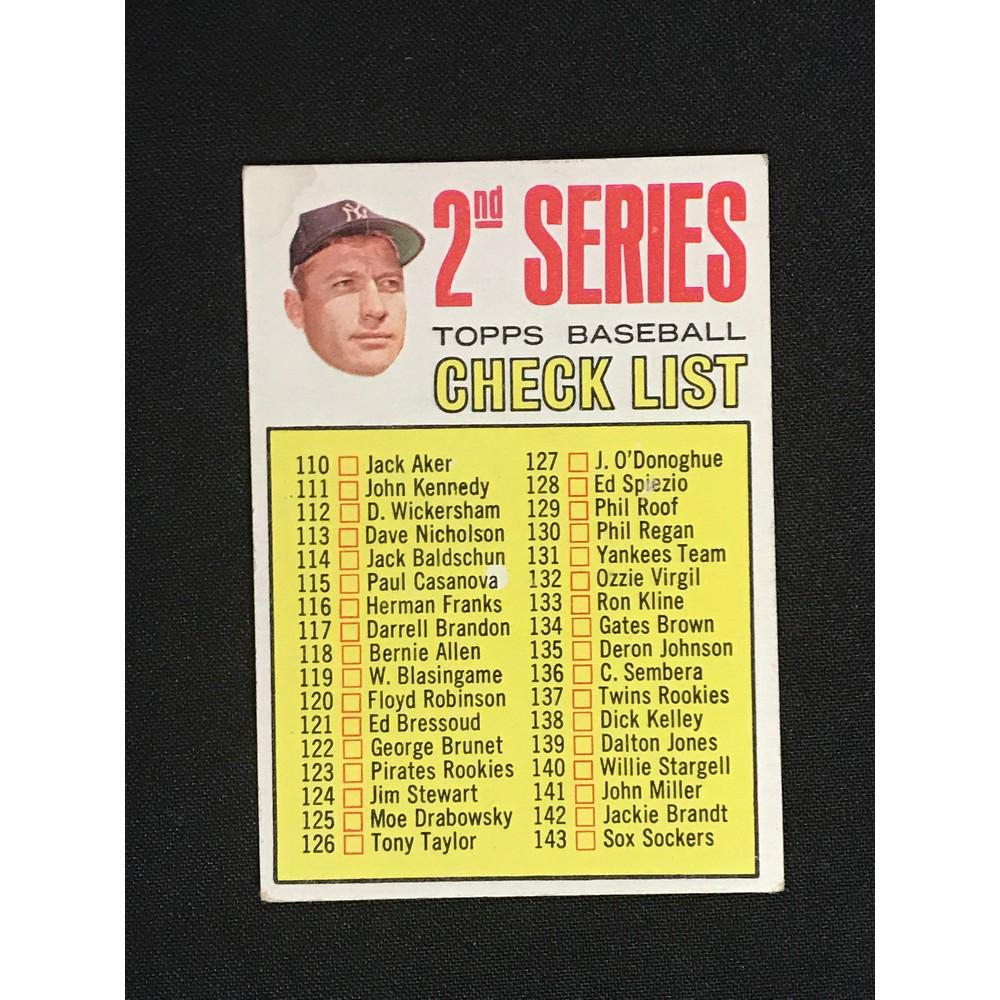 NY
2nd SERIES
TOPPS BASEBALL
CHECK LIST
110 Jack Aker
111 John Kennedy
112 D. Wickersham
113 Dave Nicholson
114 Jack Baldschun
115 Paul Casanova
116 Herman Franks
117 Darrell Brandon
118 Bernie Allen
119 W. Blasingame
120 Floyd Robinson
121 Ed Bressoud
122 George Brunet
123 Pirates Rookies
124 Jim Stewart
125 Moe Drabowsky
126 Tony Taylor
127 J. O'Donoghue
128 Ed Spiezio
129 Phil Roof
130 Phil Regan
131 Yankees Team
132 Ozzie Virgil
133 Ron Kline
134 Gates Brown
135 Deron Johnson
136 C. Sembera
137 Twins Rookies
138 Dick Kelley
139 Dalton Jones
140 Willie Stargell
141 John Miller
142 Jackie Brandt
143 Sox Sockers